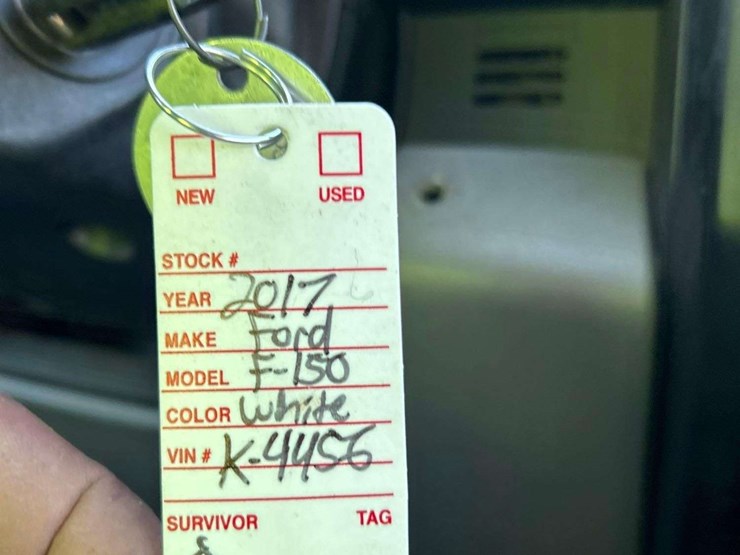 NEW USED
STOCK #
YEAR 2017
MAKE Ford
MODEL F-150
COLOR White
VIN # K-4456
SURVIVOR TAG